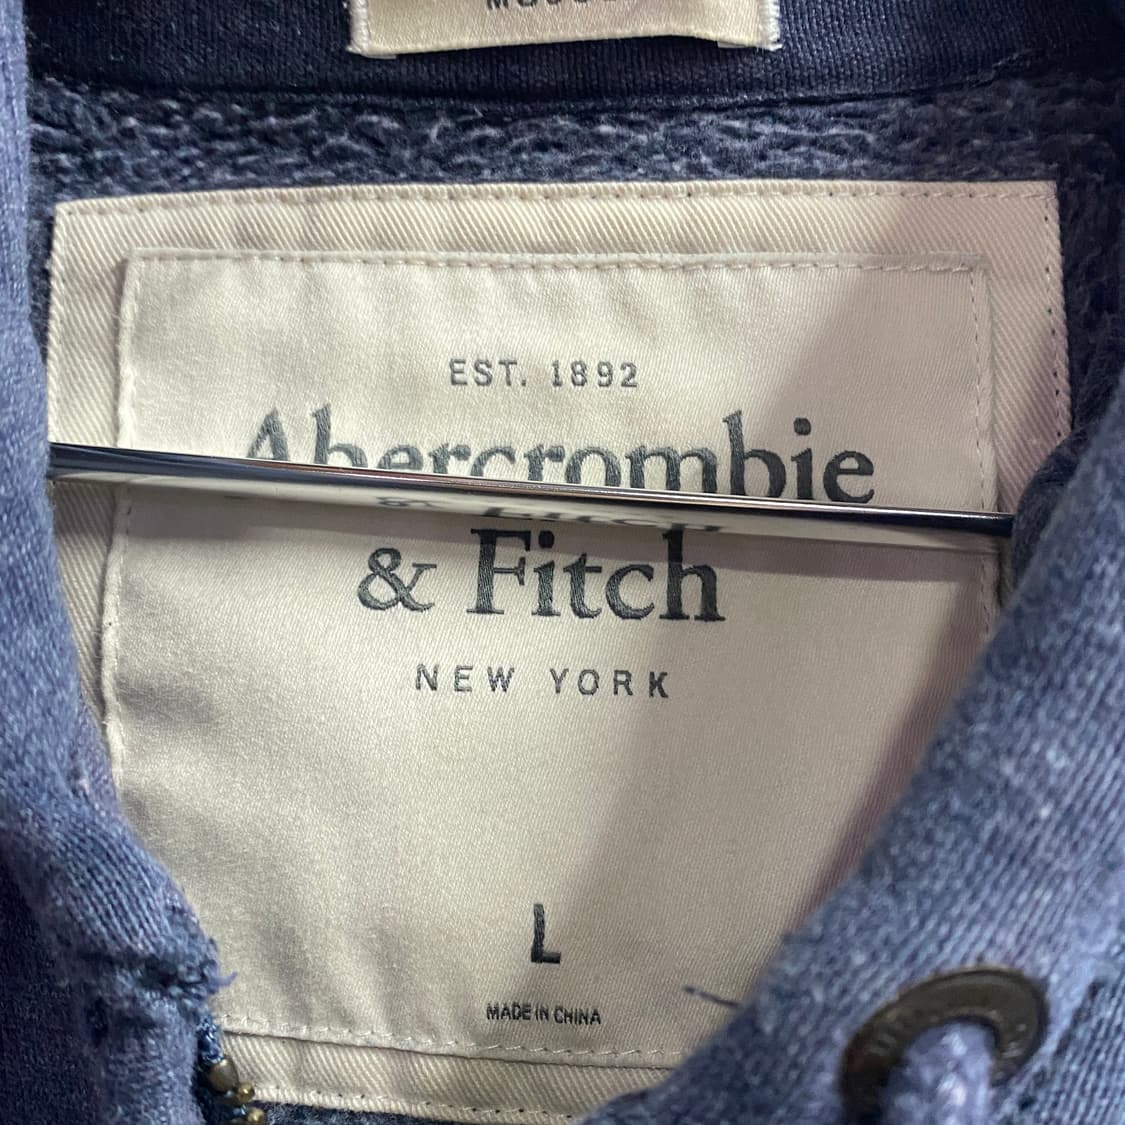 EST. 1892
Abercrombie
& Fitch
NEW YORK
L
MADE IN CHINA